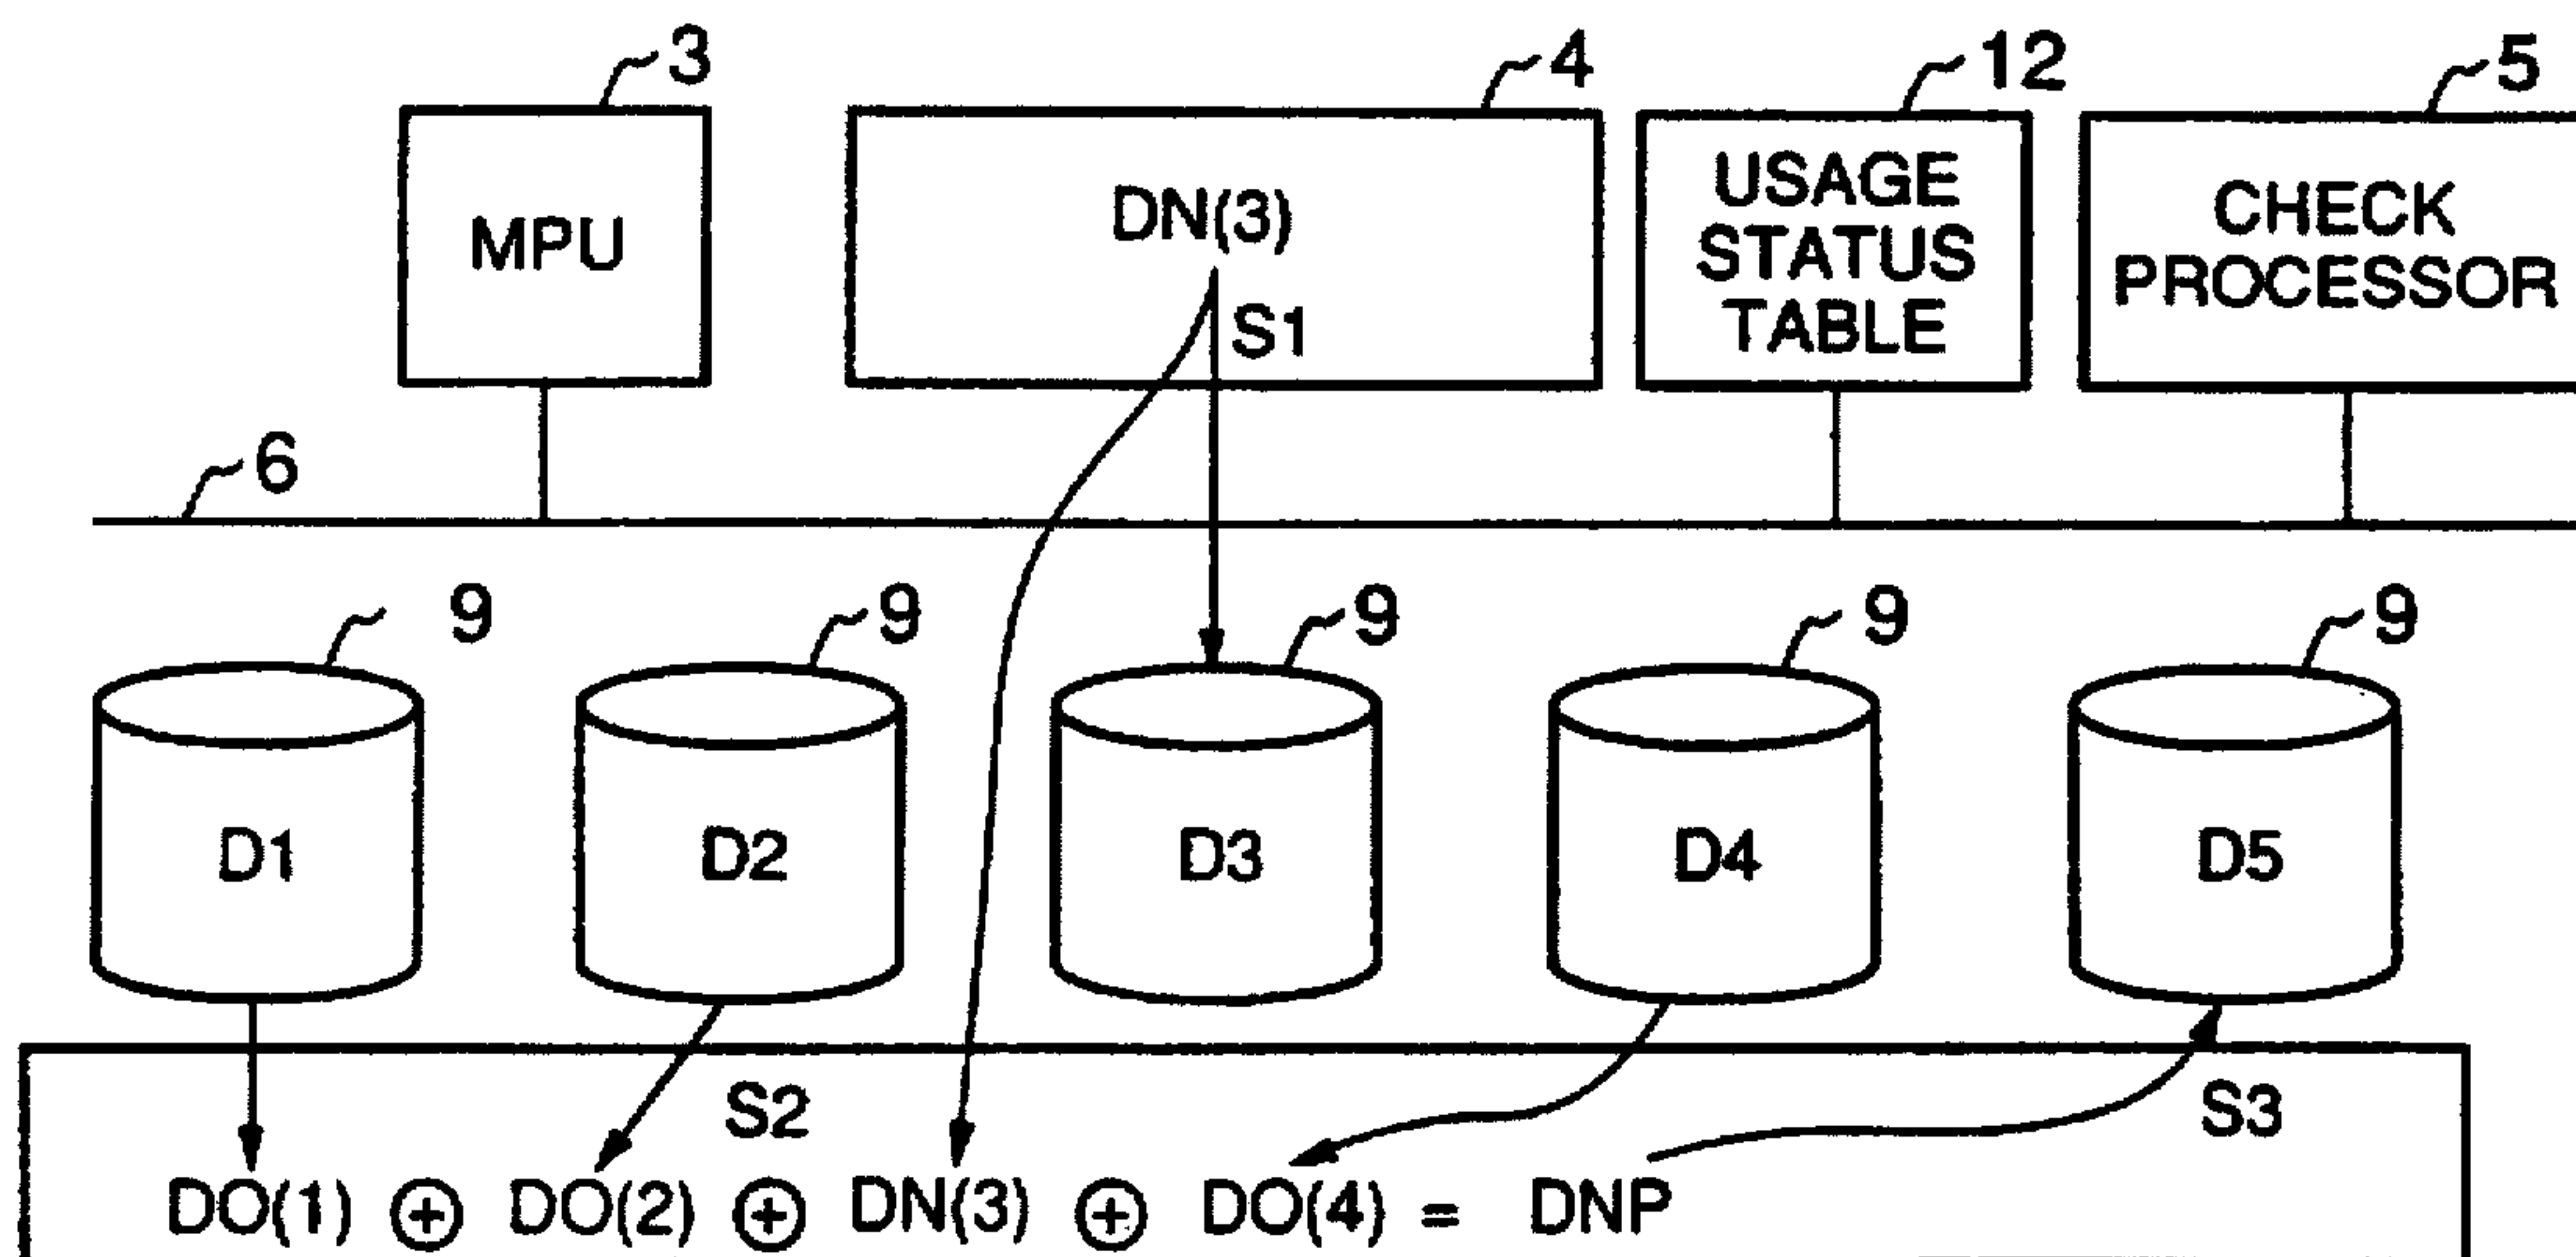 3
4
12
5
MPU
DN(3)
S1
USAGE
STATUS
TABLE
CHECK
PROCESSOR
6
9
9
9
9
9
D1
D2
D3
D4
D5
S2
S3
DO(1) ⊕ DO(2) ⊕ DN(3) ⊕ DO(4) = DNP